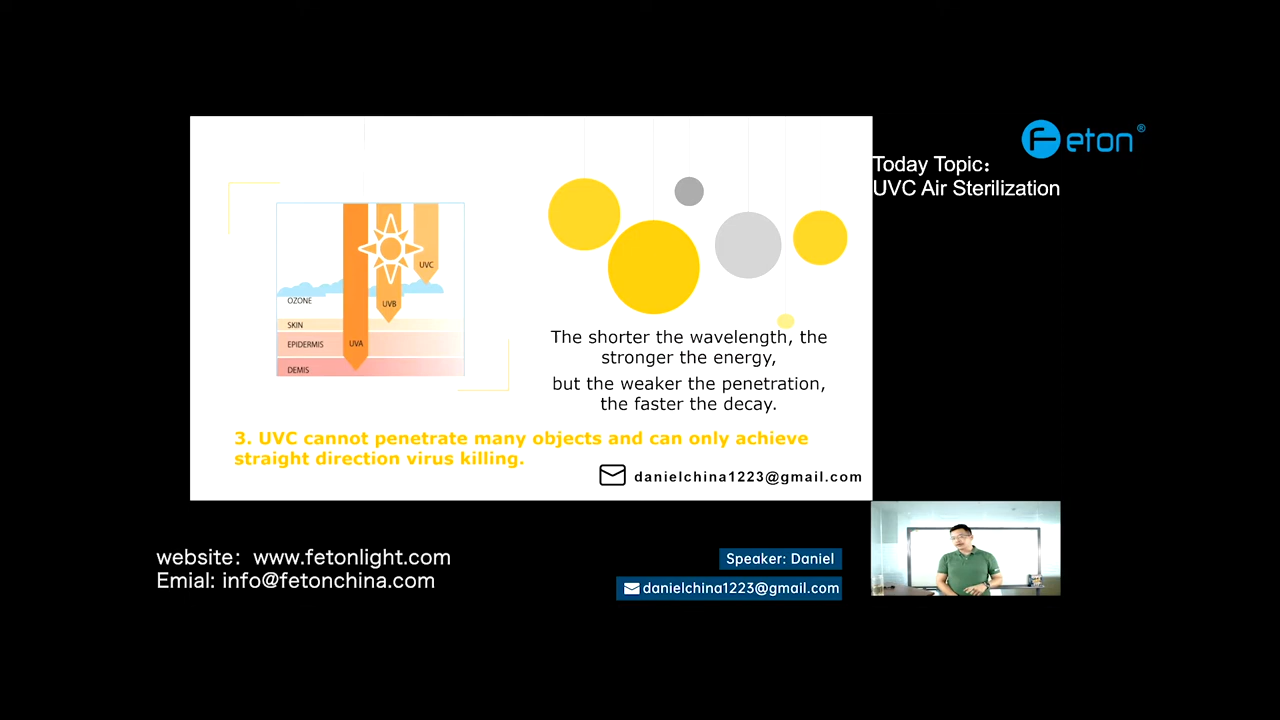 Feton®
Today Topic：
UVC Air Sterilization
UVC
OZONE
UVB
SKIN
EPIDERMIS
UVA
DEMIS
The shorter the wavelength, the
stronger the energy,
but the weaker the penetration,
the faster the decay.
3. UVC cannot penetrate many objects and can only achieve
straight direction virus killing.
danielchina1223@gmail.com
website：www.fetonlight.com
Emial: info@fetonchina.com
Speaker: Daniel
danielchina1223@gmail.com